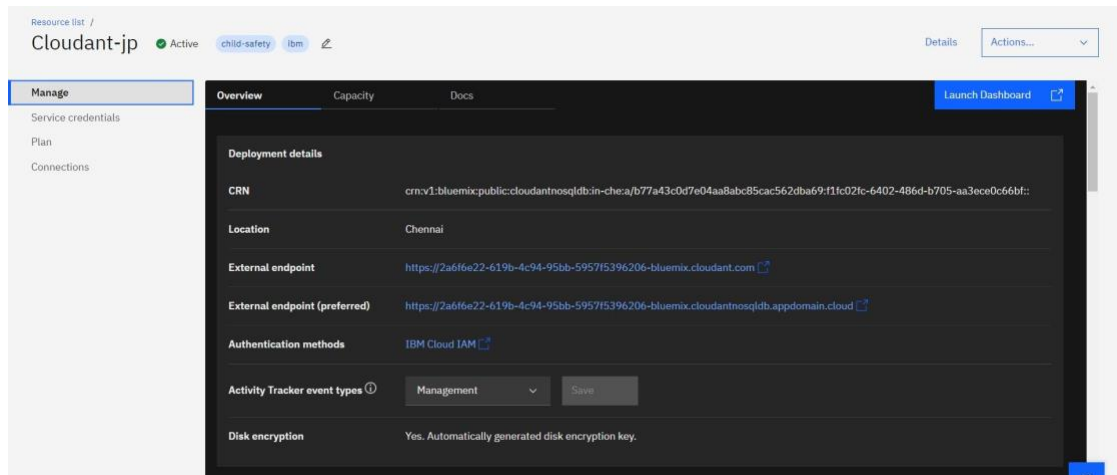 Resource list /
Cloudant-jp Active child-safety ibm Details Actions...
Manage
Service credentials
Plan
Connections
Overview Capacity Docs Launch Dashboard
Deployment details
CRN crn:v1:bluemix:public:cloudantnosqldb:in-che:a/b77a43c0d7e04aa8abc85cac562dba69:f1fc02fc-6402-486d-b705-aa3ece0c66bf::
Location Chennai
External endpoint https://2a6f6e22-619b-4c94-95bb-5957f5396206-bluemix.cloudant.com
External endpoint (preferred) https://2a6f6e22-619b-4c94-95bb-5957f5396206-bluemix.cloudantnosqldb.appdomain.cloud
Authentication methods IBM Cloud IAM
Activity Tracker event types Management Save
Disk encryption Yes. Automatically generated disk encryption key.